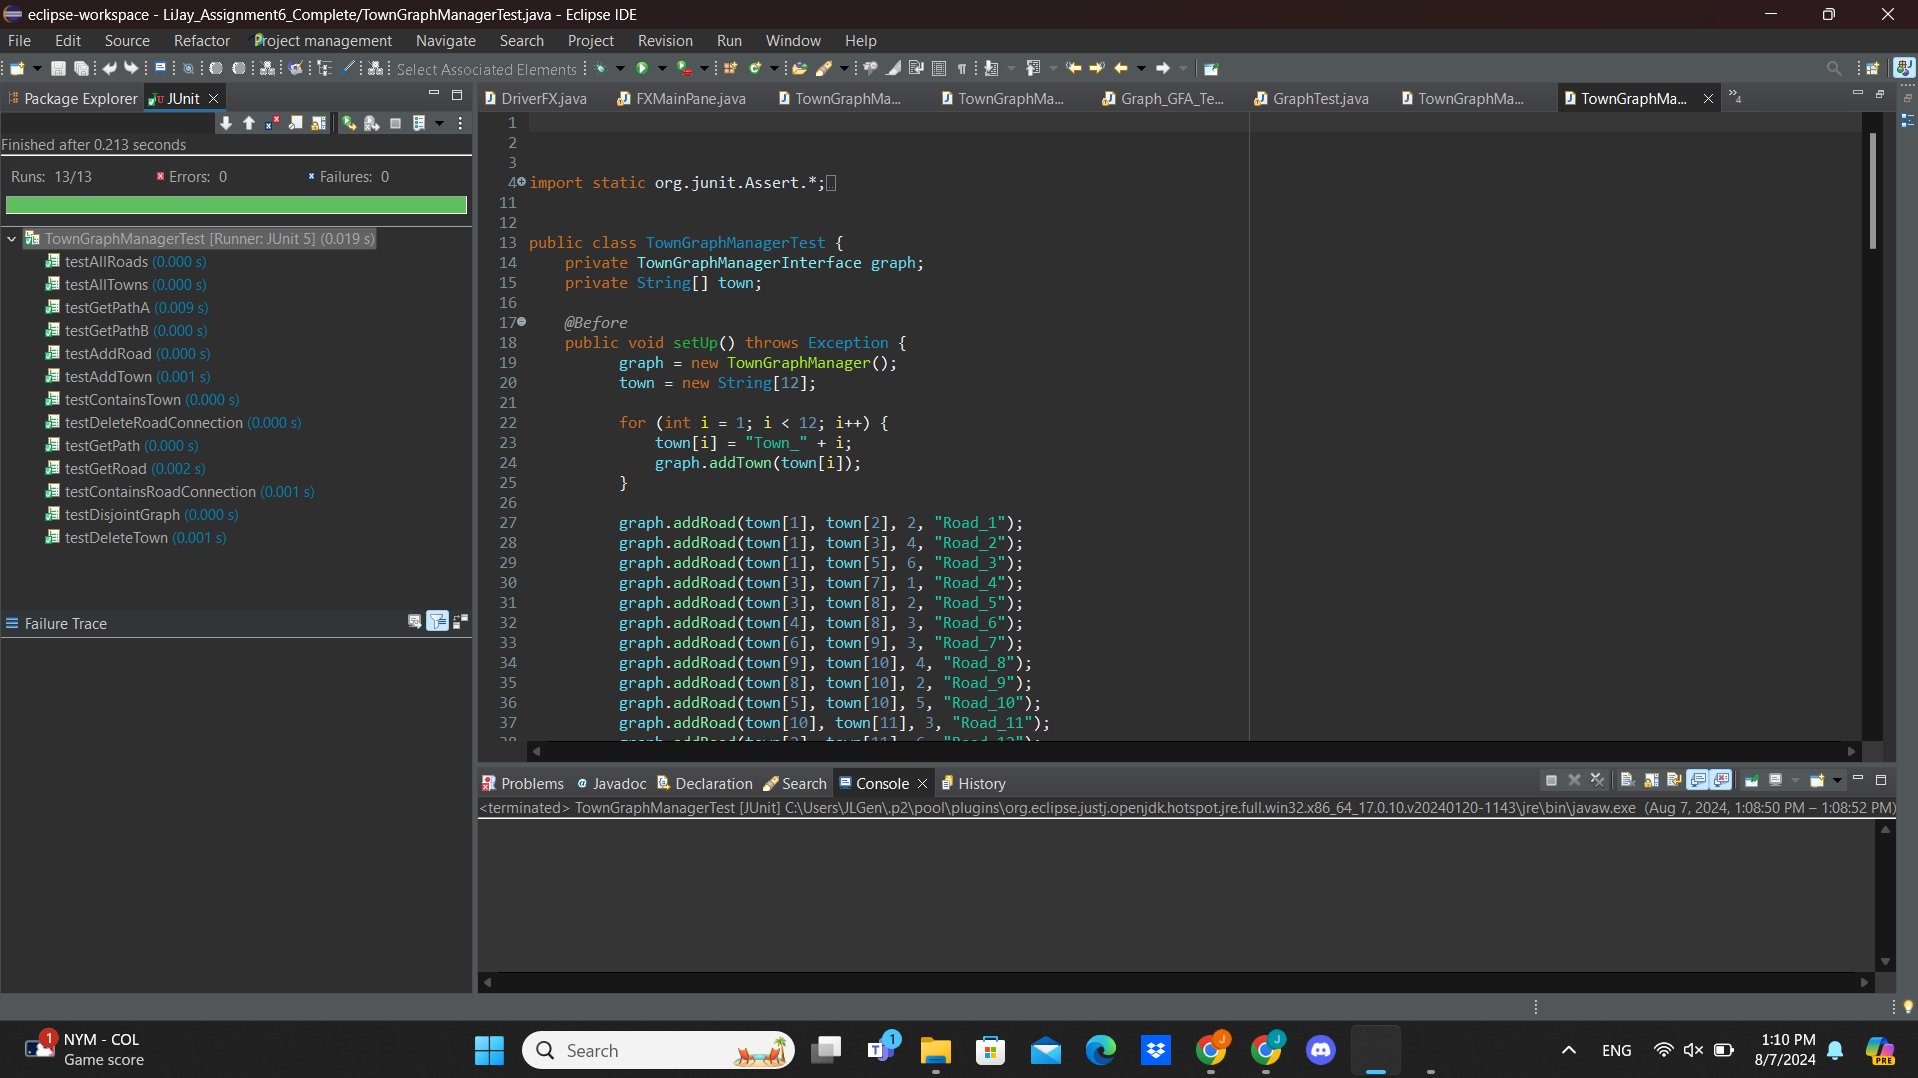 eclipse-workspace - LiJay_Assignment6_Complete/TownGraphManagerTest.java - Eclipse IDE
File Edit Source Refactor Project management Navigate Search Project Revision Run Window Help
Select Associated Elements
Package Explorer
JUnit
Finished after 0.213 seconds
Runs: 13/13 Errors: 0 Failures: 0
TownGraphManagerTest [Runner: JUnit 5] (0.019 s)
testAllRoads (0.000 s)
testAllTowns (0.000 s)
testGetPathA (0.009 s)
testGetPathB (0.000 s)
testAddRoad (0.000 s)
testAddTown (0.001 s)
testContainsTown (0.000 s)
testDeleteRoadConnection (0.000 s)
testGetPath (0.000 s)
testGetRoad (0.002 s)
testContainsRoadConnection (0.001 s)
testDisjointGraph (0.000 s)
testDeleteTown (0.001 s)
Failure Trace
DriverFX.java FXMainPane.java TownGraphMa... TownGraphMa... Graph_GFA_Te... GraphTest.java TownGraphMa... TownGraphMa... »4
1
2
3
4 import static org.junit.Assert.*;
11
12
13 public class TownGraphManagerTest {
14 private TownGraphManagerInterface graph;
15 private String[] town;
16
17 @Before
18 public void setUp() throws Exception {
19 graph = new TownGraphManager();
20 town = new String[12];
21
22 for (int i = 1; i < 12; i++) {
23 town[i] = "Town_" + i;
24 graph.addTown(town[i]);
25 }
26
27 graph.addRoad(town[1], town[2], 2, "Road_1");
28 graph.addRoad(town[1], town[3], 4, "Road_2");
29 graph.addRoad(town[1], town[5], 6, "Road_3");
30 graph.addRoad(town[3], town[7], 1, "Road_4");
31 graph.addRoad(town[3], town[8], 2, "Road_5");
32 graph.addRoad(town[4], town[8], 3, "Road_6");
33 graph.addRoad(town[6], town[9], 3, "Road_7");
34 graph.addRoad(town[9], town[10], 4, "Road_8");
35 graph.addRoad(town[8], town[10], 2, "Road_9");
36 graph.addRoad(town[5], town[10], 5, "Road_10");
37 graph.addRoad(town[10], town[11], 3, "Road_11");
Problems Javadoc Declaration Search Console History
<terminated> TownGraphManagerTest [JUnit] C:\Users\JLGen\.p2\pool\plugins\org.eclipse.justj.openjdk.hotspot.jre.full.win32.x86_64_17.0.10.v20240120-1143\jre\bin\javaw.exe (Aug 7, 2024, 1:08:50 PM – 1:08:52 PM)
1
NYM - COL
Game score
Search
1
ENG
1:10 PM
8/7/2024
PRE